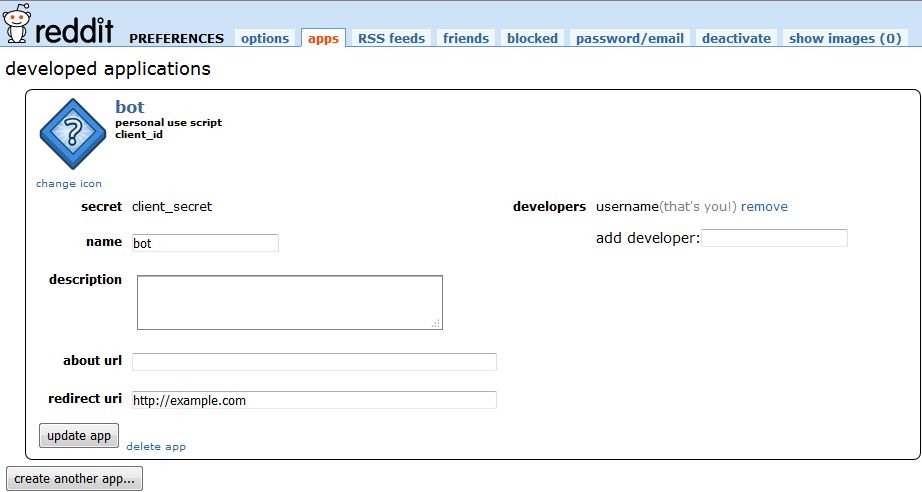 reddit PREFERENCES options apps RSS feeds friends blocked password/email deactivate show images (0)
developed applications
?
bot
personal use script
client_id
change icon
secret client_secret
developers username(that's you!) remove
add developer:
name bot
description
about url
redirect uri http://example.com
update app delete app
create another app...